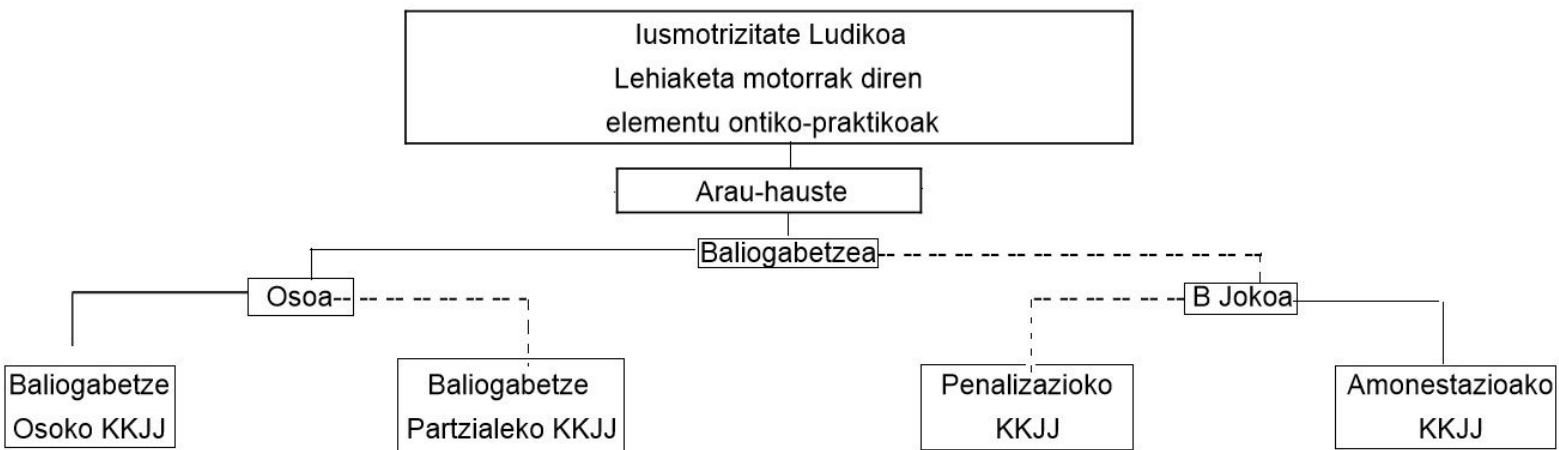 Iusmotrizitate Ludikoa
Lehiaketa motorrak diren
elementu ontiko-praktikoak
Arau-hauste
Baliogabetzea
Osoa
B Jokoa
Baliogabetze
Osoko KKJJ
Baliogabetze
Partzialeko KKJJ
Penalizazioko
KKJJ
Amonestazioako
KKJJ